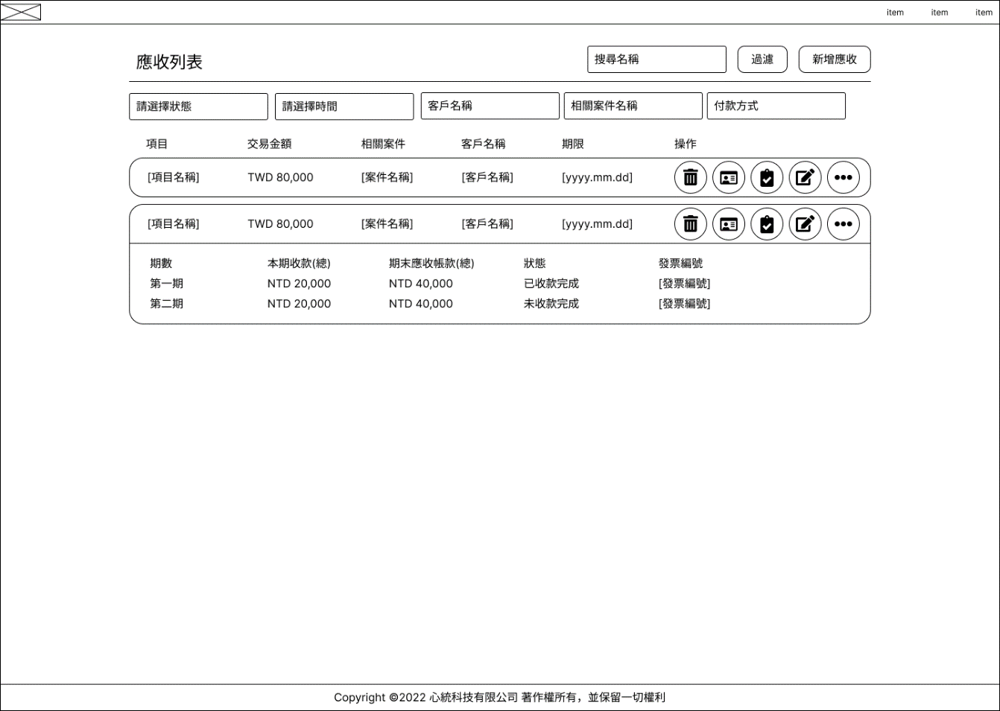 item item item
應收列表 搜尋名稱 過濾 新增應收
請選擇狀態 請選擇時間 客戶名稱 相關案件名稱 付款方式
項目 交易金額 相關案件 客戶名稱 期限 操作
[項目名稱] TWD 80,000 [案件名稱] [客戶名稱] [yyyy.mm.dd]
[項目名稱] TWD 80,000 [案件名稱] [客戶名稱] [yyyy.mm.dd]
期數 本期收款(總) 期末應收帳款(總) 狀態 發票編號
第一期 NTD 20,000 NTD 40,000 已收款完成 [發票編號]
第二期 NTD 20,000 NTD 40,000 未收款完成 [發票編號]
Copyright ©2022 心統科技有限公司 著作權所有，並保留一切權利